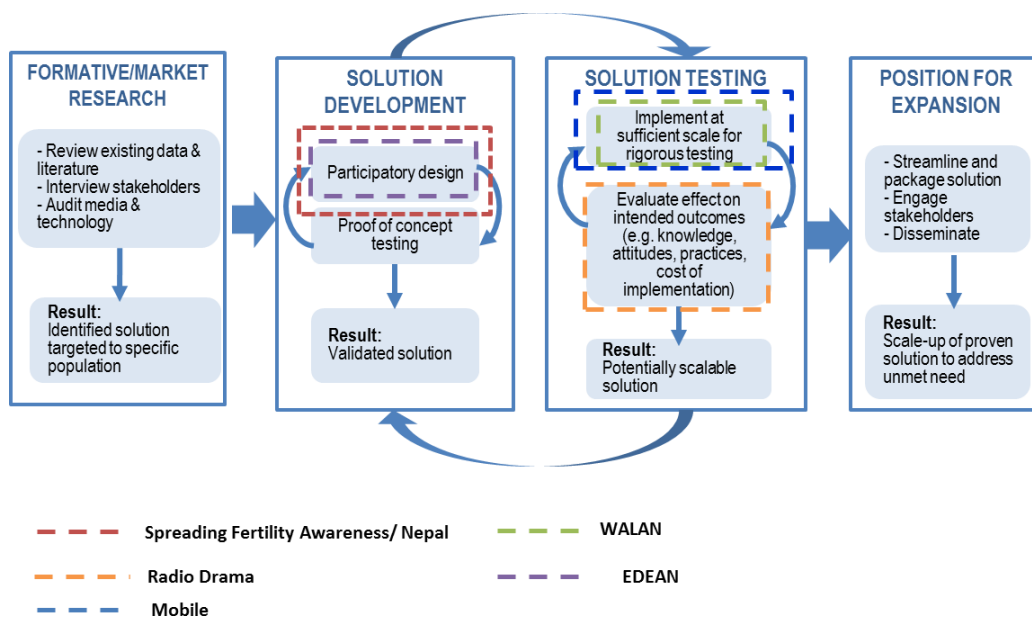 FORMATIVE/MARKET
RESEARCH
- Review existing data &
literature
- Interview stakeholders
- Audit media &
technology
Result:
Identified solution
targeted to specific
population
SOLUTION
DEVELOPMENT
Participatory design
Proof of concept
testing
Result:
Validated solution
SOLUTION TESTING
Implement at
sufficient scale for
rigorous testing
Evaluate effect on
intended outcomes
(e.g. knowledge,
attitudes, practices,
cost of
implementation)
Result:
Potentially scalable
solution
POSITION FOR
EXPANSION
- Streamline and
package solution
- Engage
stakeholders
- Disseminate
Result:
Scale-up of proven
solution to address
unmet need
Spreading Fertility Awareness/ Nepal
WALAN
Radio Drama
EDEAN
Mobile